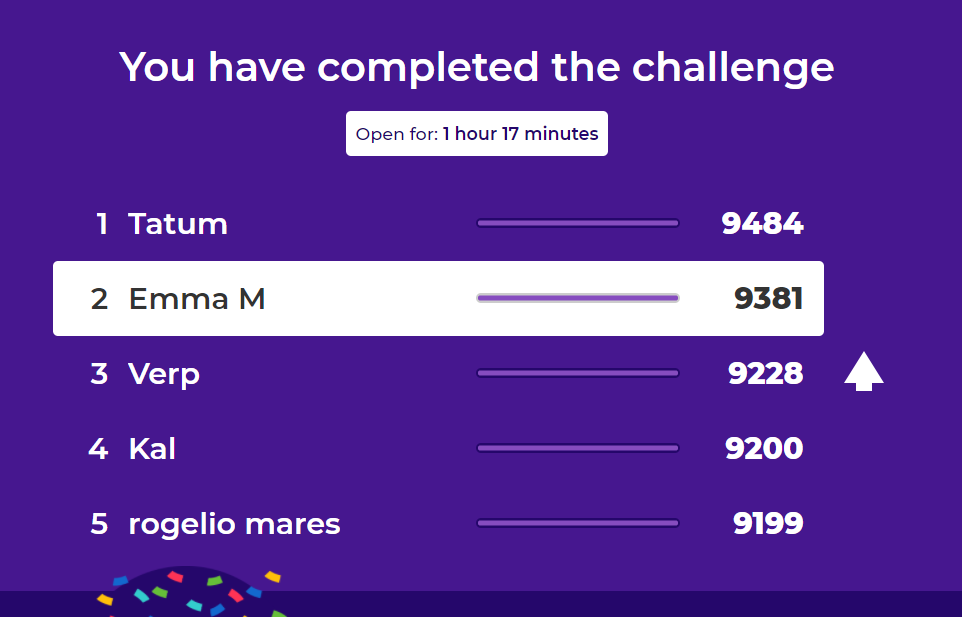 You have completed the challenge
Open for: 1 hour 17 minutes
1 Tatum 9484
2 Emma M 9381
3 Verp 9228
4 Kal 9200
5 rogelio mares 9199